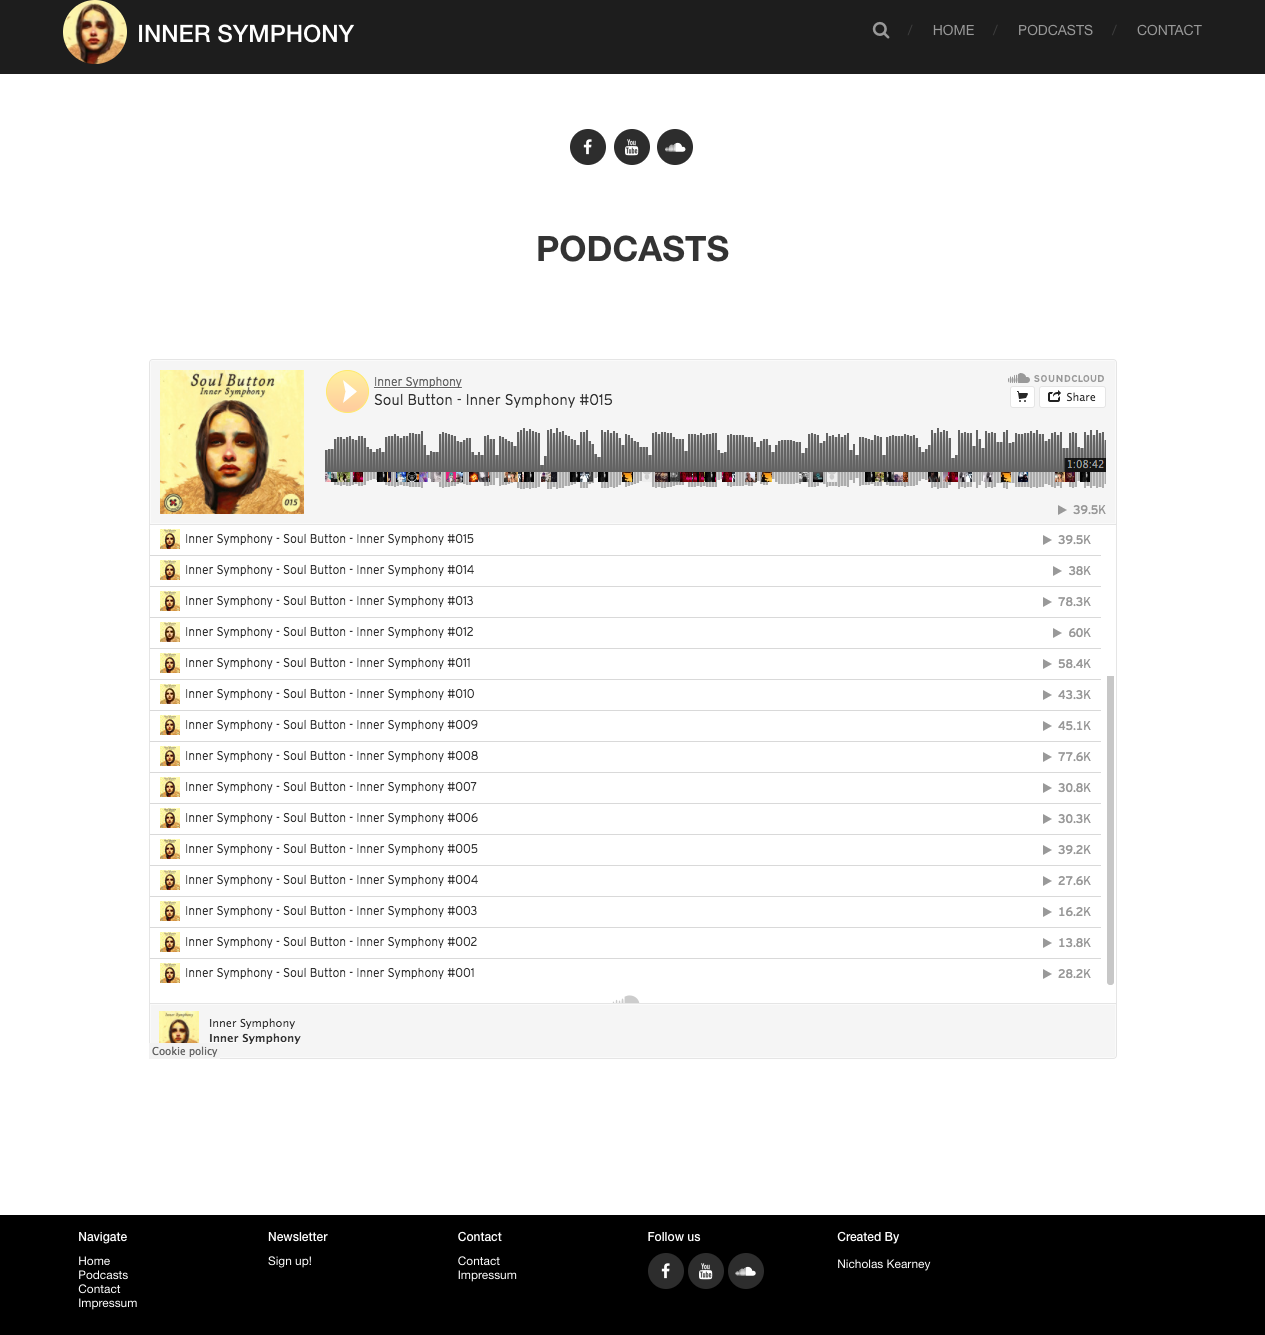 INNER SYMPHONY
/ HOME / PODCASTS / CONTACT
You Tube
PODCASTS
Soul Button
Inner Symphony
015
Inner Symphony
Soul Button - Inner Symphony #015
SOUNDCLOUD
Share
1:08:42
39.5K
Inner Symphony - Soul Button - Inner Symphony #015 39.5K
Inner Symphony - Soul Button - Inner Symphony #014 38K
Inner Symphony - Soul Button - Inner Symphony #013 78.3K
Inner Symphony - Soul Button - Inner Symphony #012 60K
Inner Symphony - Soul Button - Inner Symphony #011 58.4K
Inner Symphony - Soul Button - Inner Symphony #010 43.3K
Inner Symphony - Soul Button - Inner Symphony #009 45.1K
Inner Symphony - Soul Button - Inner Symphony #008 77.6K
Inner Symphony - Soul Button - Inner Symphony #007 30.8K
Inner Symphony - Soul Button - Inner Symphony #006 30.3K
Inner Symphony - Soul Button - Inner Symphony #005 39.2K
Inner Symphony - Soul Button - Inner Symphony #004 27.6K
Inner Symphony - Soul Button - Inner Symphony #003 16.2K
Inner Symphony - Soul Button - Inner Symphony #002 13.8K
Inner Symphony - Soul Button - Inner Symphony #001 28.2K
Inner Symphony
Inner Symphony
Cookie policy
Navigate
Home
Podcasts
Contact
Impressum
Newsletter
Sign up!
Contact
Contact
Impressum
Follow us
You Tube
Created By
Nicholas Kearney